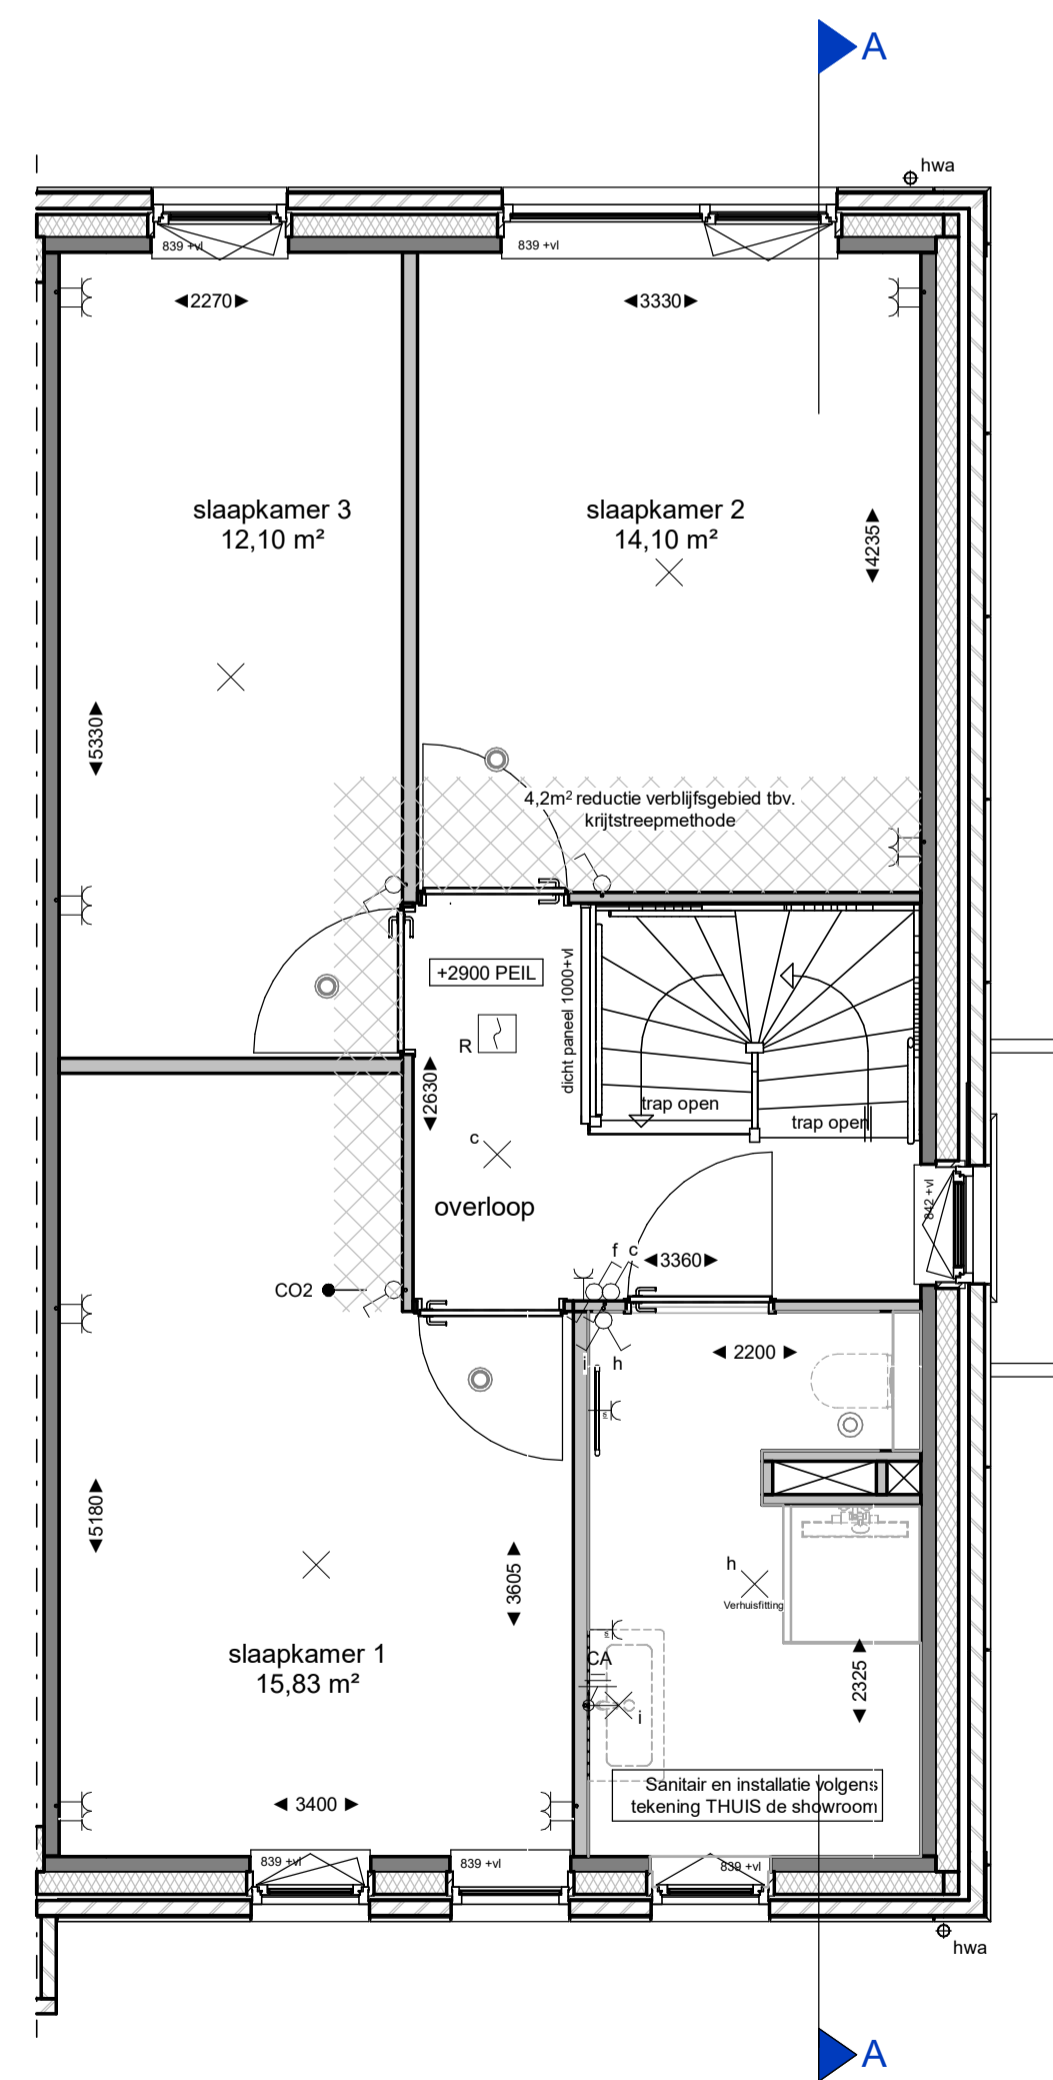 A
hwa
839 +vl
839 +vl
2270
3330
slaapkamer 3
12,10 m²
slaapkamer 2
14,10 m²
4235
5330
4,2m² reductie verblijfsgebied tbv.
krijtstreepmethode
+2900 PEIL
dicht paneel 1000+vl
R
2630
trap open
trap open
c
overloop
842 +vl
f c
3360
CO2
i h
2200
5180
3605
h
Verhuisfitting
slaapkamer 1
15,83 m²
CA
2325
i
Sanitair en installatie volgens
tekening THUIS de showroom
3400
839 +vl
839 +vl
839 +vl
hwa
A